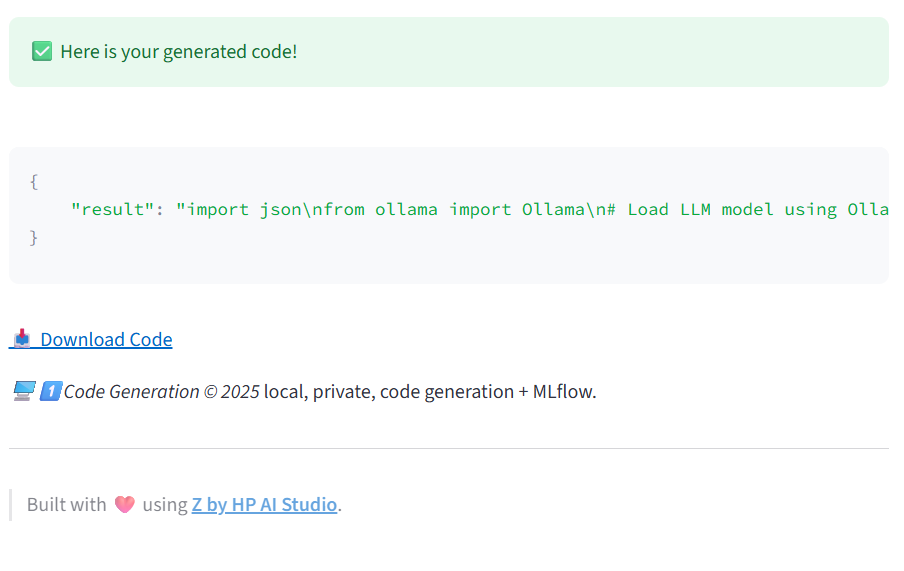 ✅ Here is your generated code!
{
    "result": "import json\nfrom ollama import Ollama\n# Load LLM model using Olla
}
📥 Download Code
🖥️ 1️⃣ Code Generation © 2025 local, private, code generation + MLflow.
Built with ❤️ using Z by HP AI Studio.